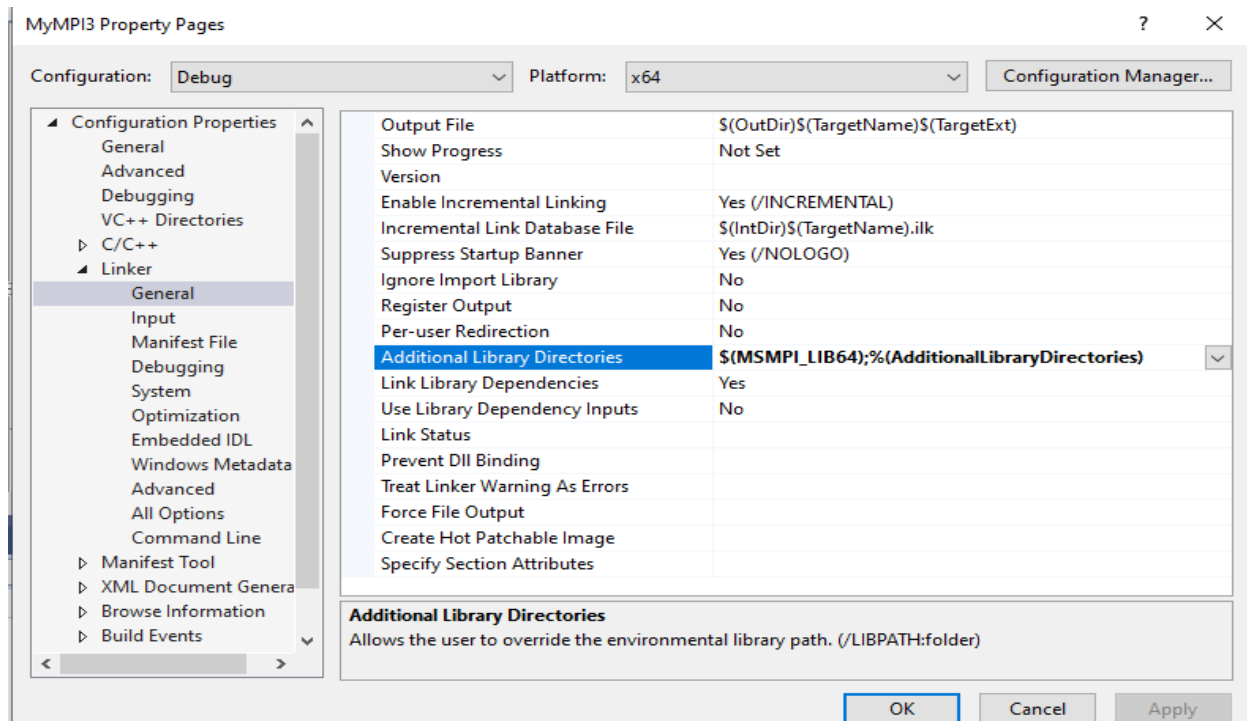 MyMPI3 Property Pages ? ×
Configuration: Debug Platform: x64 Configuration Manager...
Configuration Properties
General
Advanced
Debugging
VC++ Directories
C/C++
Linker
General
Input
Manifest File
Debugging
System
Optimization
Embedded IDL
Windows Metadata
Advanced
All Options
Command Line
Manifest Tool
XML Document Genera
Browse Information
Build Events
Output File $(OutDir)$(TargetName)$(TargetExt)
Show Progress Not Set
Version
Enable Incremental Linking Yes (/INCREMENTAL)
Incremental Link Database File $(IntDir)$(TargetName).ilk
Suppress Startup Banner Yes (/NOLOGO)
Ignore Import Library No
Register Output No
Per-user Redirection No
Additional Library Directories $(MSMPI_LIB64);%(AdditionalLibraryDirectories)
Link Library Dependencies Yes
Use Library Dependency Inputs No
Link Status
Prevent Dll Binding
Treat Linker Warning As Errors
Force File Output
Create Hot Patchable Image
Specify Section Attributes
Additional Library Directories
Allows the user to override the environmental library path. (/LIBPATH:folder)
OK Cancel Apply